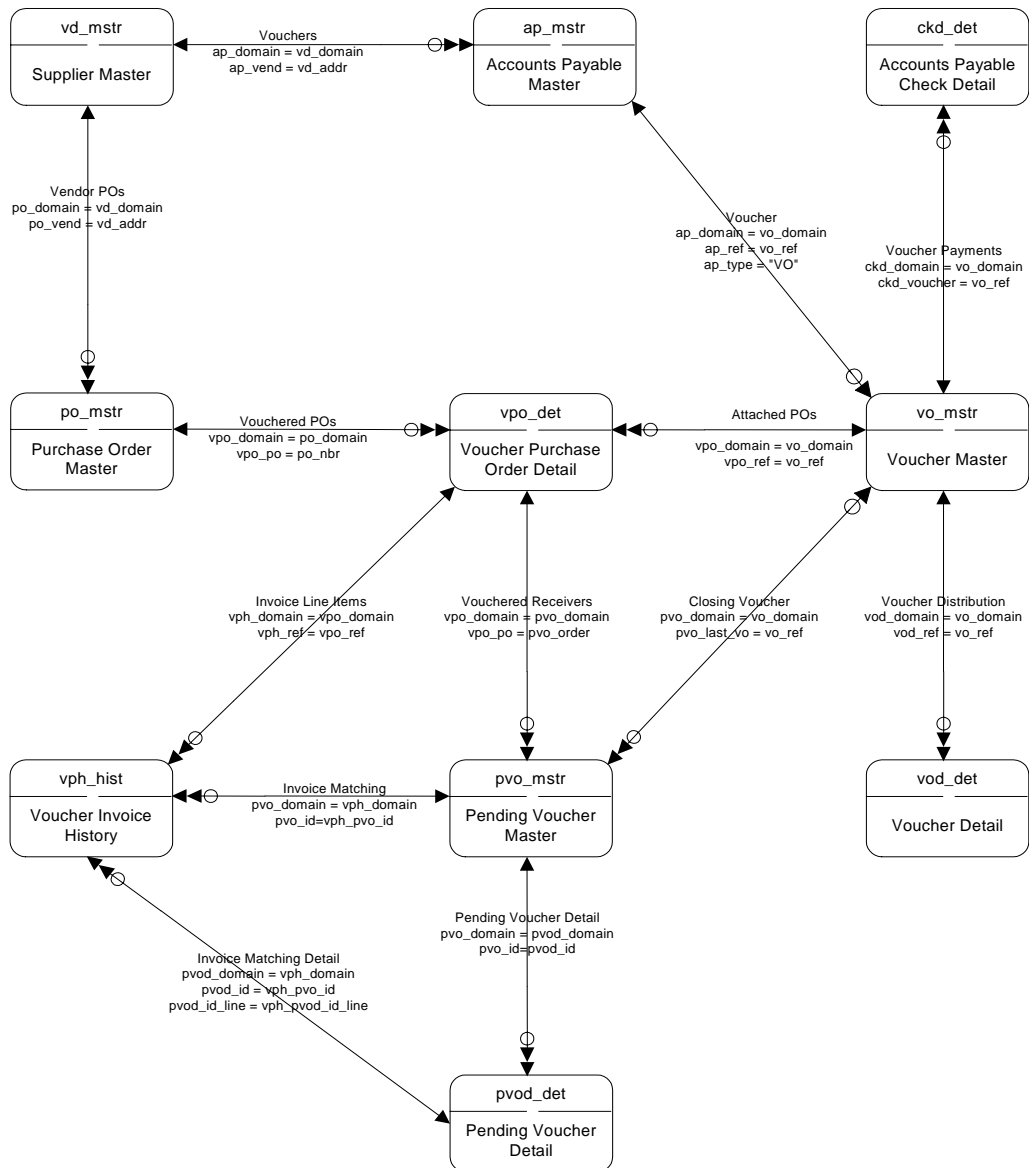 vd_mstr
Supplier Master
Vouchers
ap_domain = vd_domain
ap_vend = vd_addr
ap_mstr
Accounts Payable
Master
ckd_det
Accounts Payable
Check Detail
Vendor POs
po_domain = vd_domain
po_vend = vd_addr
Voucher
ap_domain = vo_domain
ap_ref = vo_ref
ap_type = "VO"
Voucher Payments
ckd_domain = vo_domain
ckd_voucher = vo_ref
po_mstr
Purchase Order
Master
Vouchered POs
vpo_domain = po_domain
vpo_po = po_nbr
vpo_det
Voucher Purchase
Order Detail
Attached POs
vpo_domain = vo_domain
vpo_ref = vo_ref
vo_mstr
Voucher Master
Invoice Line Items
vph_domain = vpo_domain
vph_ref = vpo_ref
Vouchered Receivers
vpo_domain = pvo_domain
vpo_po = pvo_order
Closing Voucher
pvo_domain = vo_domain
pvo_last_vo = vo_ref
Voucher Distribution
vod_domain = vo_domain
vod_ref = vo_ref
vph_hist
Voucher Invoice
History
Invoice Matching
pvo_domain = vph_domain
pvo_id=vph_pvo_id
pvo_mstr
Pending Voucher
Master
vod_det
Voucher Detail
Pending Voucher Detail
pvo_domain = pvod_domain
pvo_id=pvod_id
Invoice Matching Detail
pvod_domain = vph_domain
pvod_id = vph_pvo_id
pvod_id_line = vph_pvod_id_line
pvod_det
Pending Voucher
Detail